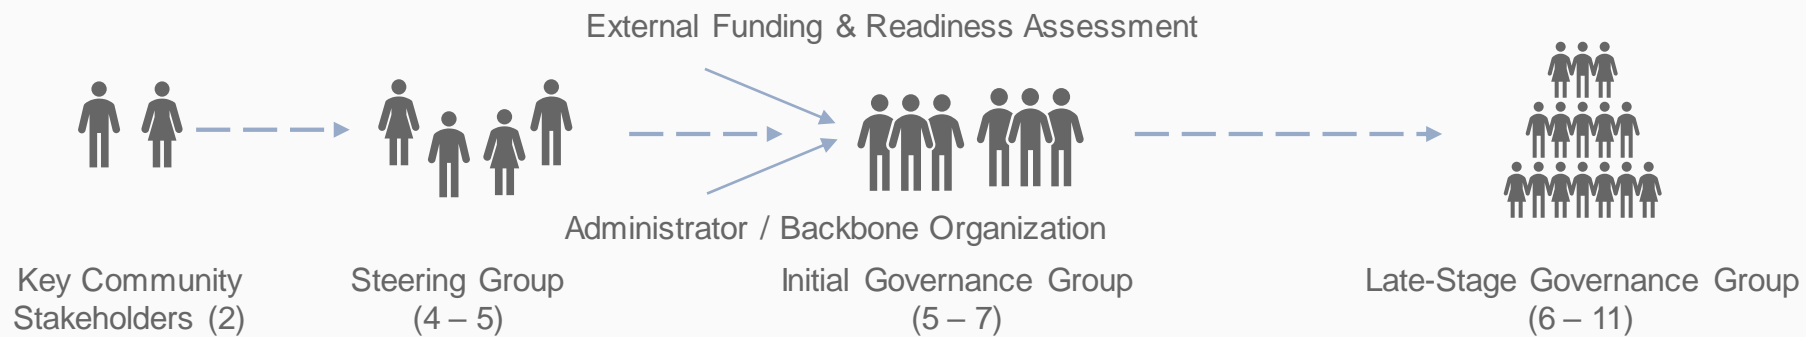 External Funding & Readiness Assessment
Administrator / Backbone Organization
Key Community
Stakeholders (2)
Steering Group
(4 – 5)
Initial Governance Group
(5 – 7)
Late-Stage Governance Group
(6 – 11)